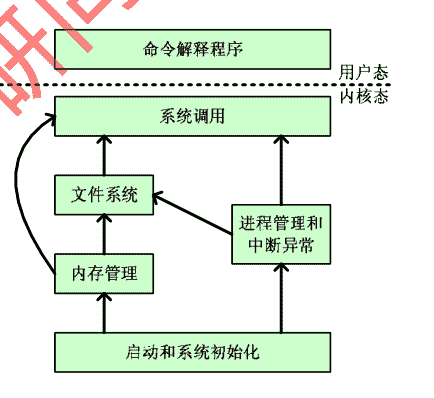 研
命令解释程序
用户态
内核态
系统调用
文件系统
进程管理和
中断异常
内存管理
启动和系统初始化